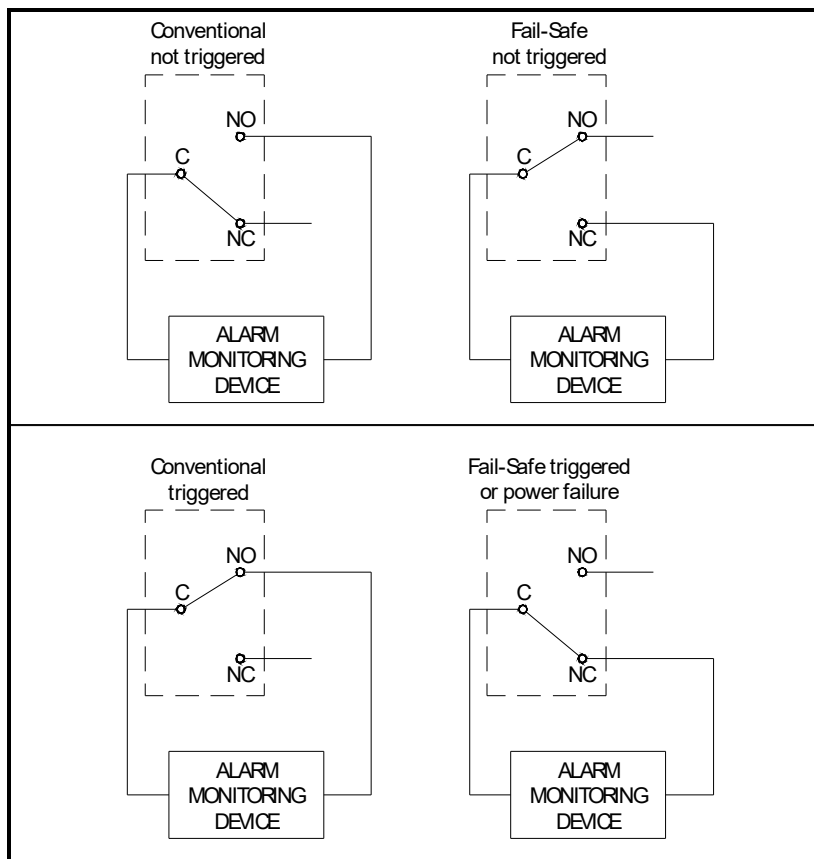 Conventional
not triggered
NO
C
NC
ALARM
MONITORING
DEVICE
Fail-Safe
not triggered
NO
C
NC
ALARM
MONITORING
DEVICE
Conventional
triggered
NO
C
NC
ALARM
MONITORING
DEVICE
Fail-Safe triggered
or power failure
NO
C
NC
ALARM
MONITORING
DEVICE